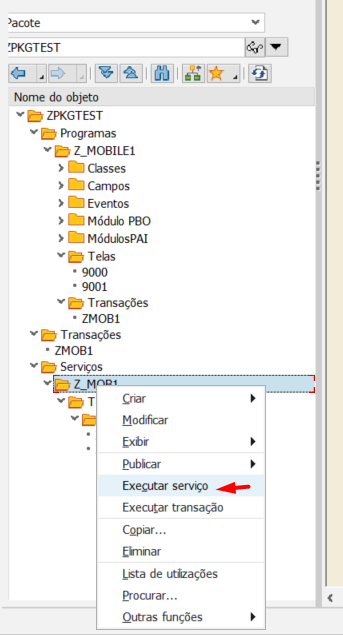 Pacote
ZPKGTEST
Nome do objeto
ZPKGTEST
Programas
Z_MOBILE1
Classes
Campos
Eventos
Módulo PBO
MódulosPAI
Telas
9000
9001
Transações
ZMOB1
Transações
ZMOB1
Serviços
Z_MOB1
T
Criar
Modificar
Exibir
Publicar
Executar serviço
Executar transação
Copiar...
Eliminar
Lista de utilizações
Procurar...
Outras funções